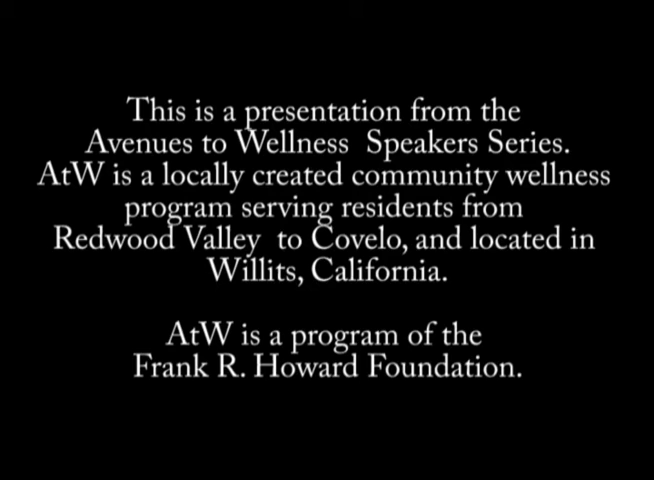 This is a presentation from the
Avenues to Wellness Speakers Series.
AtW is a locally created community wellness
program serving residents from
Redwood Valley to Covelo, and located in
Willits, California.
AtW is a program of the
Frank R. Howard Foundation.